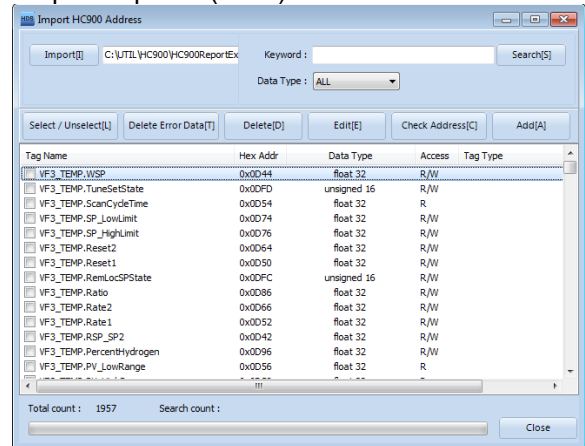 HDS Import HC900 Address
Import[I] C:\UTIL\HC900\HC900ReportEx Keyword : Search[S]
Data Type : ALL
Select / Unselect[L] Delete Error Data[T] Delete[D] Edit[E] Check Address[C] Add[A]
Tag Name Hex Addr Data Type Access Tag Type
VF3_TEMP.WSP 0x0D44 float 32 R/W
VF3_TEMP.TuneSetState 0x0DFD unsigned 16 R/W
VF3_TEMP.ScanCycleTime 0x0D54 float 32 R
VF3_TEMP.SP_LowLimit 0x0D74 float 32 R/W
VF3_TEMP.SP_HighLimit 0x0D76 float 32 R/W
VF3_TEMP.Reset2 0x0D64 float 32 R/W
VF3_TEMP.Reset1 0x0D50 float 32 R/W
VF3_TEMP.RemLocSPState 0x0DFC unsigned 16 R/W
VF3_TEMP.Ratio 0x0D86 float 32 R/W
VF3_TEMP.Rate2 0x0D66 float 32 R/W
VF3_TEMP.Rate1 0x0D52 float 32 R/W
VF3_TEMP.RSP_SP2 0x0D42 float 32 R/W
VF3_TEMP.PercentHydrogen 0x0D96 float 32 R/W
VF3_TEMP.PV_LowRange 0x0D56 float 32 R
Total count : 1957 Search count :
Close